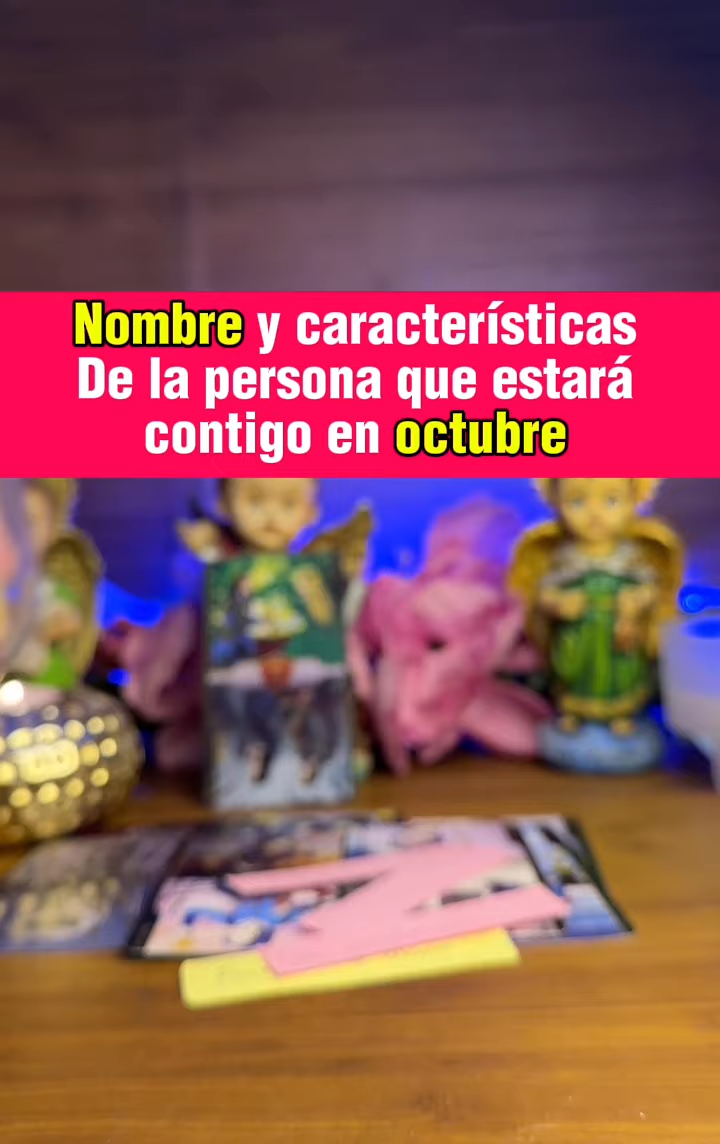 Nombre y características
De la persona que estará
contigo en octubre